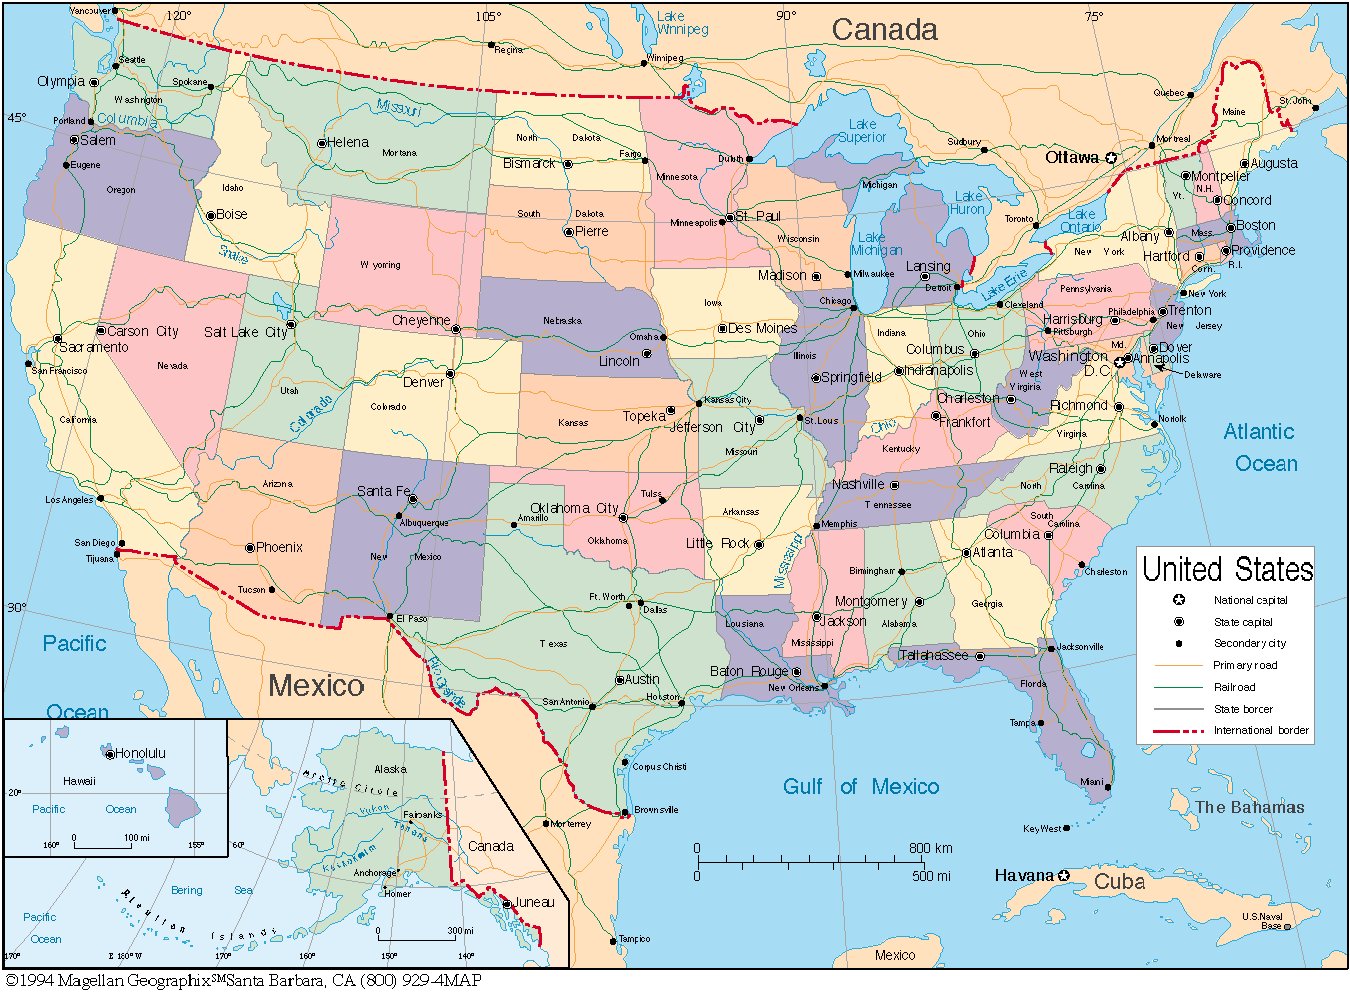 Vancouver
120°
105°
90°
75°
Lake
Winnipeg
Canada
Regina
Winnipeg
Seattle
Olympia
Spokane
Washington
Quebec
Maine
St. John
45°
Portland
Columbia
Missouri
Salem
Helena
Montana
North
Dakota
Bismarck
Fargo
Duluth
Lake
Superior
Sudbury
Montreal
Ottawa
Augusta
Eugene
Oregon
Idaho
Boise
Minnesota
Michigan
Montpelier
N.H.
Vt.
Concord
South
Dakota
Pierre
Minneapolis
St. Paul
Wisconsin
Lake
Huron
Toronto
Lake
Ontario
Albany
Mass.
Boston
Snake
Wyoming
Lake
Michigan
Madison
Milwaukee
Lansing
Detroit
Lake Erie
New York
Hartford
Conn.
Providence
R.I.
Iowa
Chicago
Cleveland
Pennsylvania
New York
Carson City
Salt Lake City
Cheyenne
Nebraska
Omaha
Des Moines
Indiana
Ohio
Harrisburg
Philadelphia
Trenton
New Jersey
Pittsburgh
Sacramento
San Francisco
Nevada
Utah
Denver
Lincoln
Illinois
Columbus
Md.
Dover
Washington
D.C.
Annapolis
Delaware
Springfield
Indianapolis
West
Virginia
Colorado
Colorado
California
Kansas
Topeka
Kansas City
Jefferson City
St. Louis
Missouri
Ohio
Charleston
Frankfort
Kentucky
Richmond
Virginia
Norfolk
Atlantic
Ocean
Los Angeles
Arizona
Santa Fe
Albuquerque
Amarillo
Oklahoma City
Tulsa
Arkansas
Nashville
Tennessee
Raleigh
North
Carolina
San Diego
Tijuana
Phoenix
New
Mexico
Oklahoma
Little Rock
Mississippi
Memphis
South
Carolina
Columbia
Atlanta
Charleston
Tucson
El Paso
Ft. Worth
Dallas
Birmingham
Montgomery
Georgia
30°
Texas
Louisiana
Jackson
Mississippi
Alabama
Pacific
Ocean
Mexico
Rio Grande
Austin
San Antonio
Houston
Baton Rouge
New Orleans
Tallahassee
Jacksonville
Florida
Tampa
Miami
Key West
Corpus Christi
Brownsville
Monterrey
Tampico
Gulf of Mexico
The Bahamas
Havana
Cuba
U.S. Naval
Base
Mexico
0
800 km
0
500 mi
United States
National capital
State capital
Secondary city
Primary road
Railroad
State border
International border
Honolulu
Hawaii
20°
Pacific
Ocean
0
100 mi
160°
155°
Alaska
Arctic Circle
Yukon
Fairbanks
Tanana
Kuskokwim
Canada
60°
Anchorage
Homer
Juneau
Bering
Sea
Aleutian
Islands
Pacific
Ocean
0
300 mi
170°
E 180° W
170°
160°
150°
140°
130°
©1994 Magellan Geographix℠Santa Barbara, CA (800) 929-4MAP